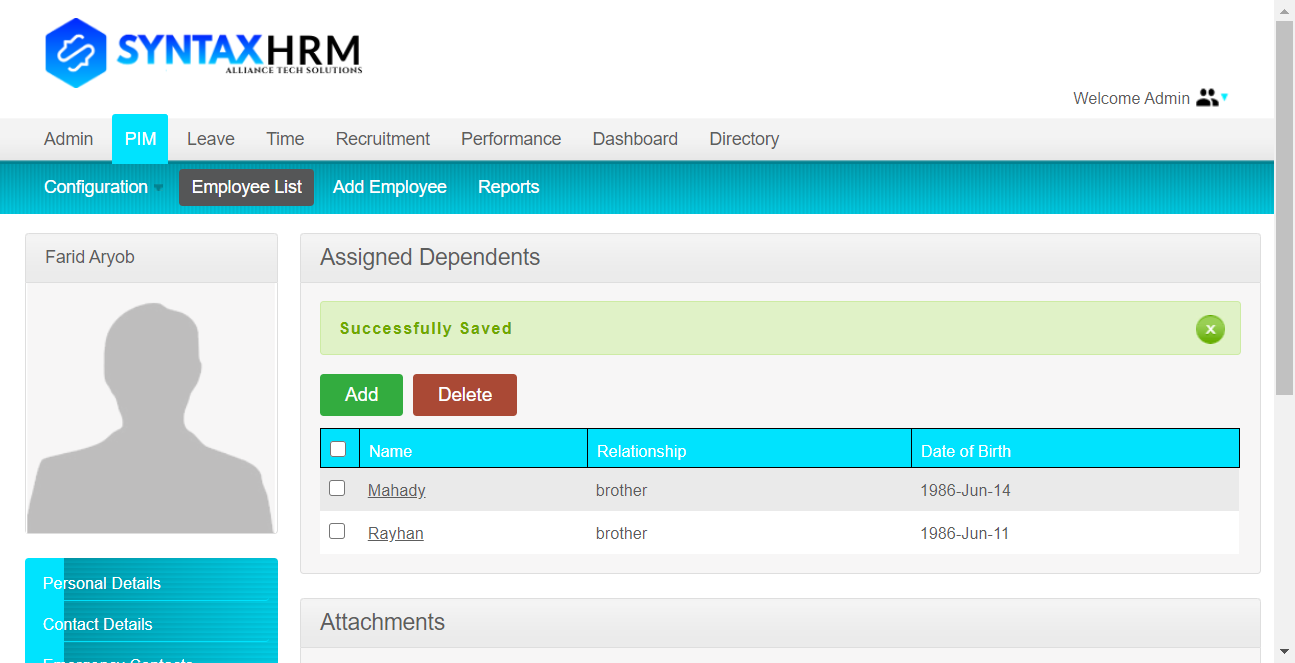 SYNTAXHRM
ALLIANCE TECH SOLUTIONS
Welcome Admin
Admin PIM Leave Time Recruitment Performance Dashboard Directory
Configuration Employee List Add Employee Reports
Farid Aryob
Assigned Dependents
Successfully Saved x
Add Delete
Name Relationship Date of Birth
Mahady brother 1986-Jun-14
Rayhan brother 1986-Jun-11
Personal Details
Contact Details
Emergency Contacts
Attachments